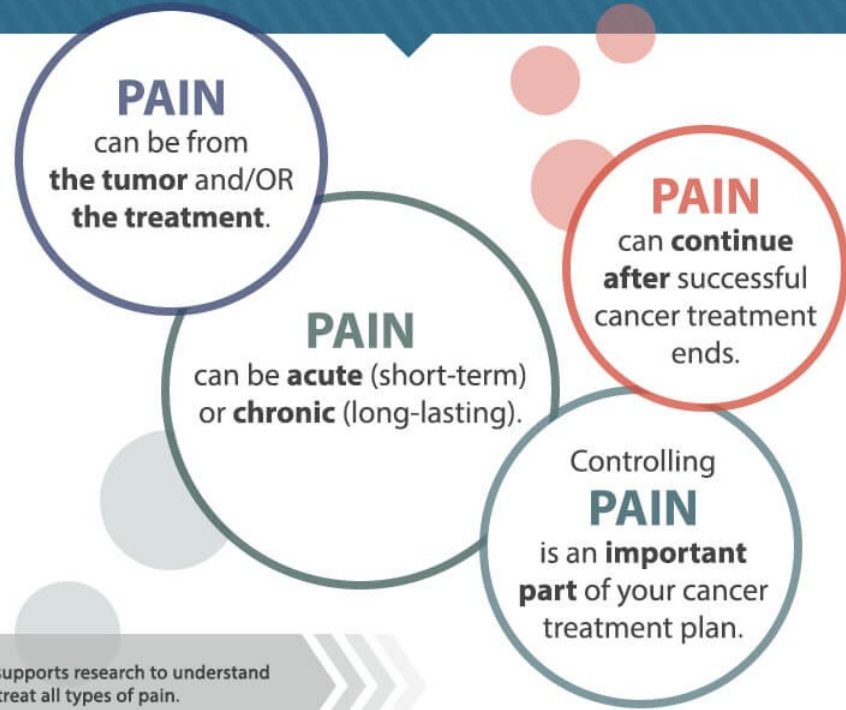 PAIN
can be from
the tumor and/OR
the treatment.
PAIN
can be acute (short-term)
or chronic (long-lasting).
PAIN
can continue
after successful
cancer treatment
ends.
Controlling
PAIN
is an important
part of your cancer
treatment plan.
supports research to understand
treat all types of pain.